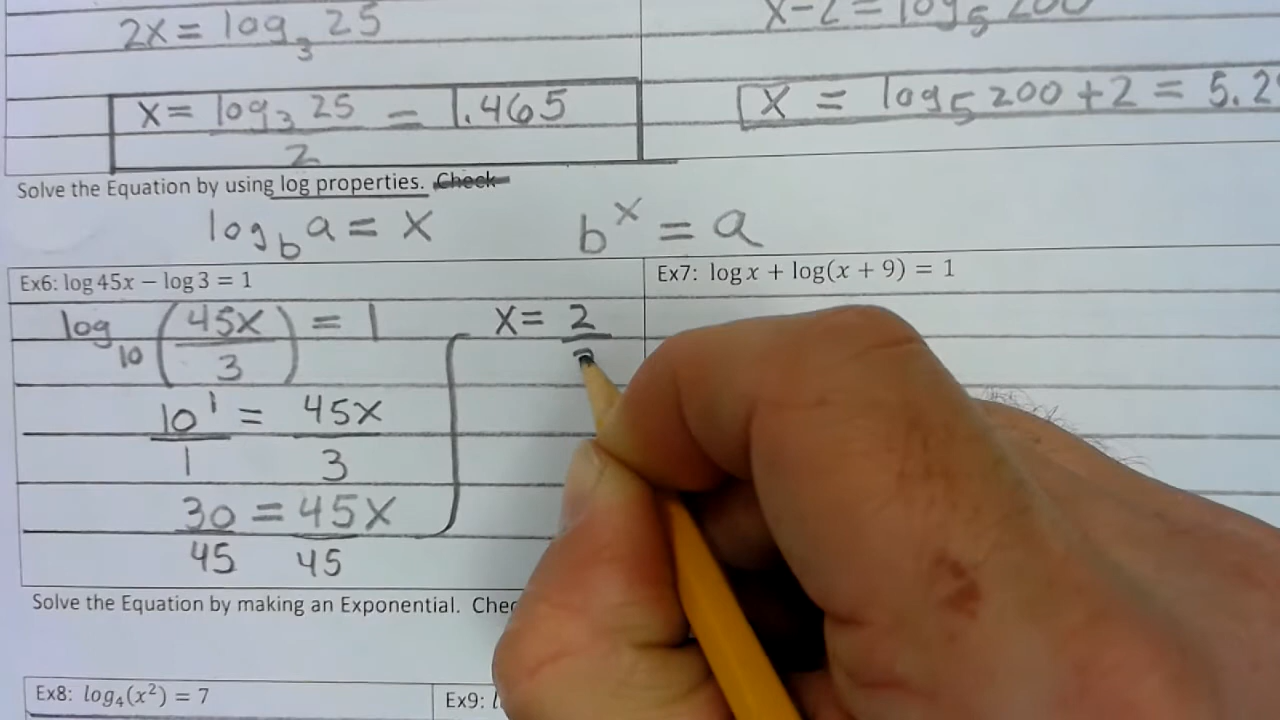 2x = log₃ 25
x-2 = log₅ 200
x = log₃ 25 / 2 = 1.465
x = log₅ 200 + 2 = 5.29
Solve the Equation by using log properties. Check
log_b a = x
b^x = a
Ex6: log 45x − log 3 = 1
log₁₀ (45x / 3) = 1
10¹ / 1 = 45x / 3
30 / 45 = 45x / 45
x = 2 / 3
Ex7: log x + log(x + 9) = 1
Solve the Equation by making an Exponential.
Ex8: log₄(x²) = 7
Ex9: